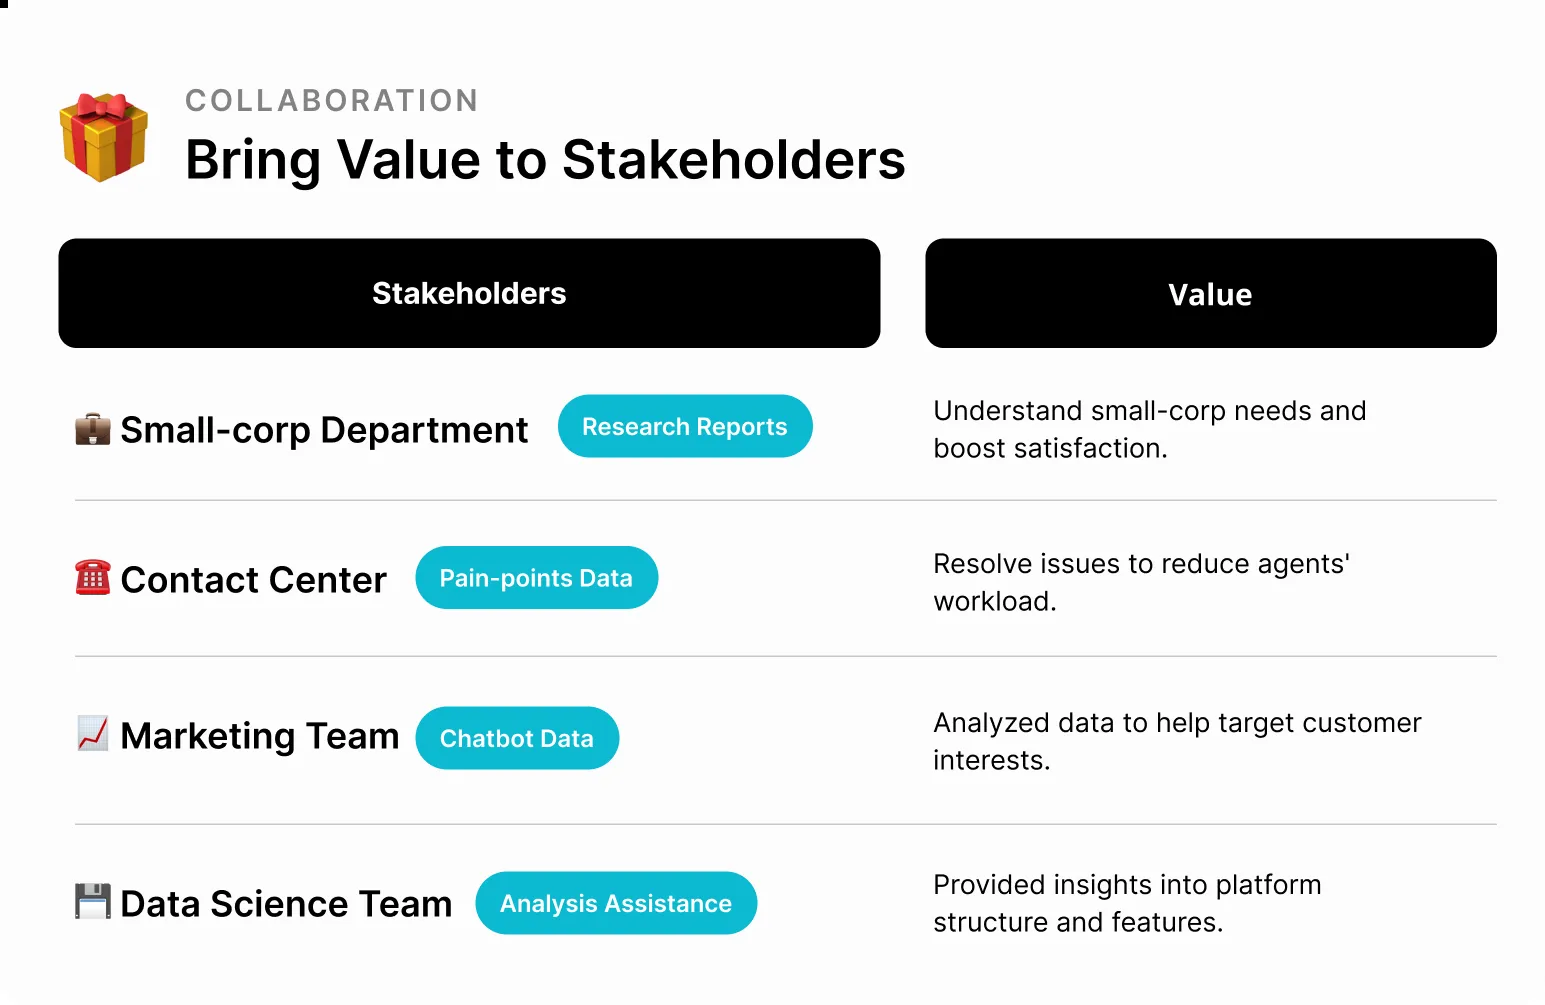 COLLABORATION
Bring Value to Stakeholders
Stakeholders
Value
Small-corp Department
Research Reports
Understand small-corp needs and
boost satisfaction.
Contact Center
Pain-points Data
Resolve issues to reduce agents'
workload.
Marketing Team
Chatbot Data
Analyzed data to help target customer
interests.
Data Science Team
Analysis Assistance
Provided insights into platform
structure and features.